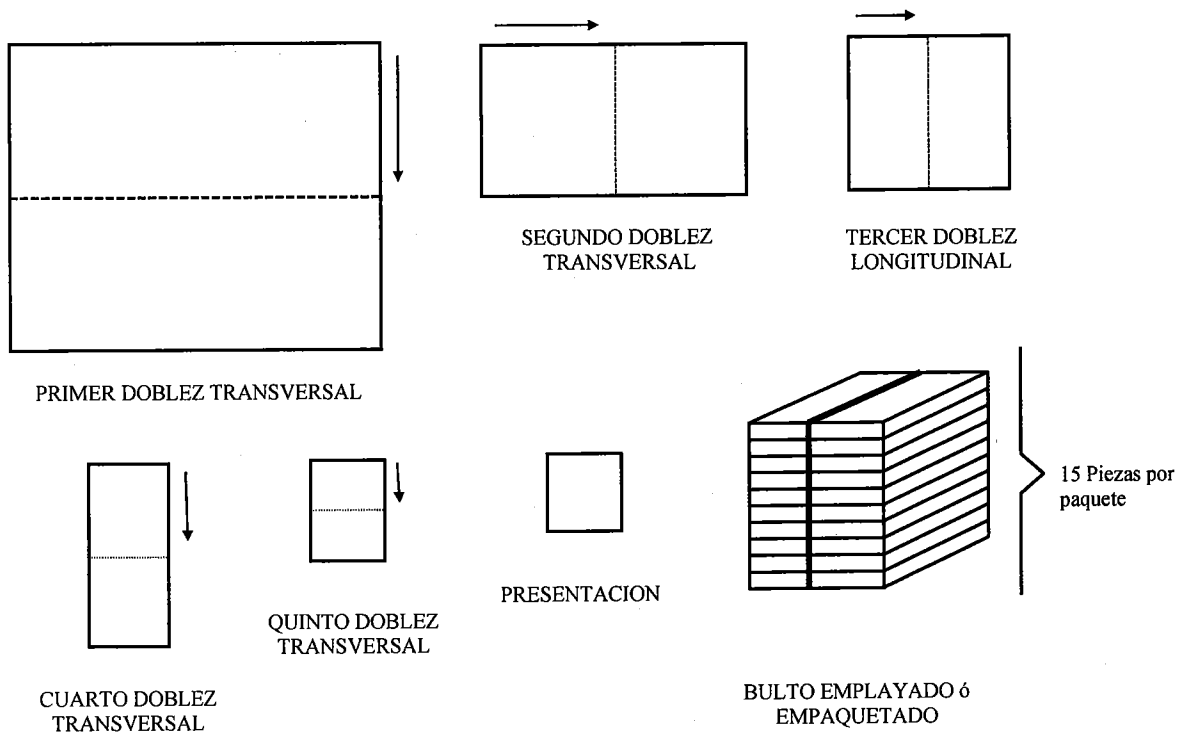 SEGUNDO DOBLEZ
TRANSVERSAL
TERCER DOBLEZ
LONGITUDINAL
PRIMER DOBLEZ TRANSVERSAL
15 Piezas por
paquete
PRESENTACION
QUINTO DOBLEZ
TRANSVERSAL
CUARTO DOBLEZ
TRANSVERSAL
BULTO EMPLAYADO ó
EMPAQUETADO